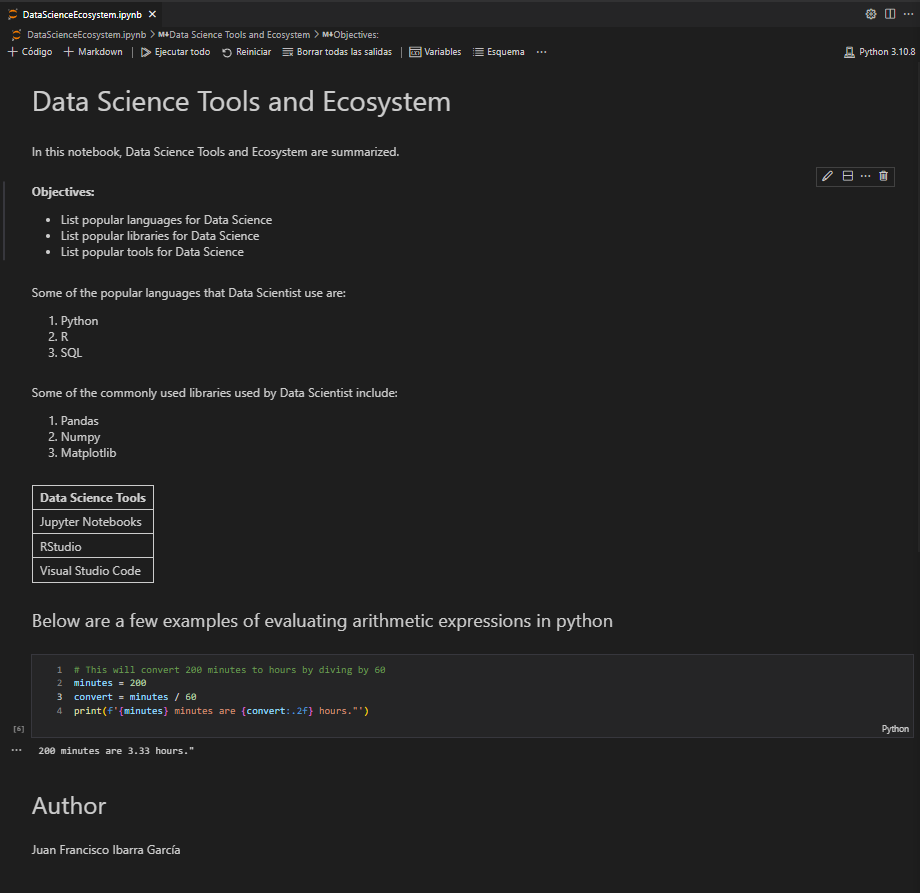 DataScienceEcosystem.ipynb
DataScienceEcosystem.ipynb > M↓Data Science Tools and Ecosystem > M↓Objectives:
+ Código + Markdown | Ejecutar todo Reiniciar Borrar todas las salidas | Variables Esquema ... Python 3.10.8
Data Science Tools and Ecosystem
In this notebook, Data Science Tools and Ecosystem are summarized.
Objectives:
• List popular languages for Data Science
• List popular libraries for Data Science
• List popular tools for Data Science
Some of the popular languages that Data Scientist use are:
1. Python
2. R
3. SQL
Some of the commonly used libraries used by Data Scientist include:
1. Pandas
2. Numpy
3. Matplotlib
Data Science Tools
Jupyter Notebooks
RStudio
Visual Studio Code
Below are a few examples of evaluating arithmetic expressions in python
1 # This will convert 200 minutes to hours by diving by 60
2 minutes = 200
3 convert = minutes / 60
4 print(f'{minutes} minutes are {convert:.2f} hours."')
[6]
Python
... 200 minutes are 3.33 hours."
Author
Juan Francisco Ibarra García